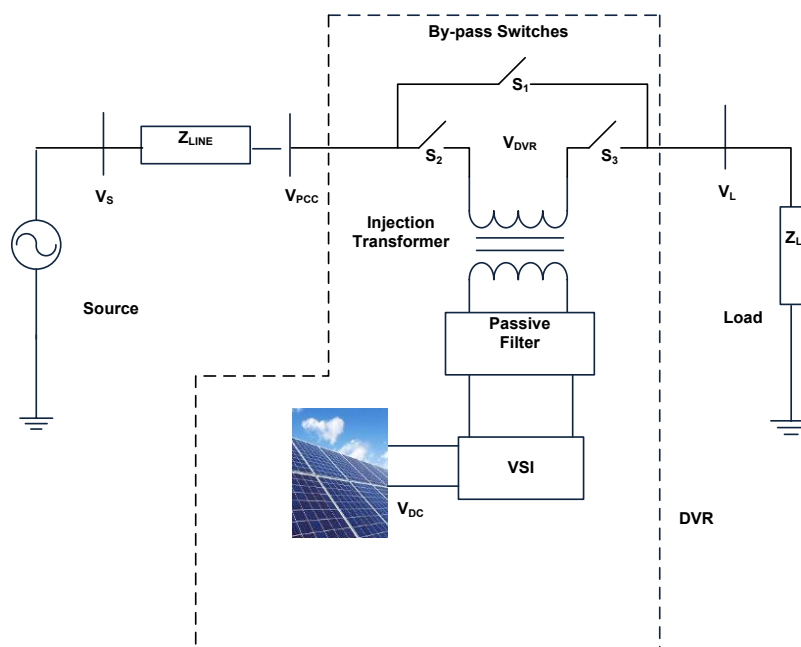 By-pass Switches
S1
ZLINE
VDVR
S2
S3
VS
VPCC
VL
Injection
Transformer
ZL
Source
Passive
Filter
Load
VSI
VDC
DVR